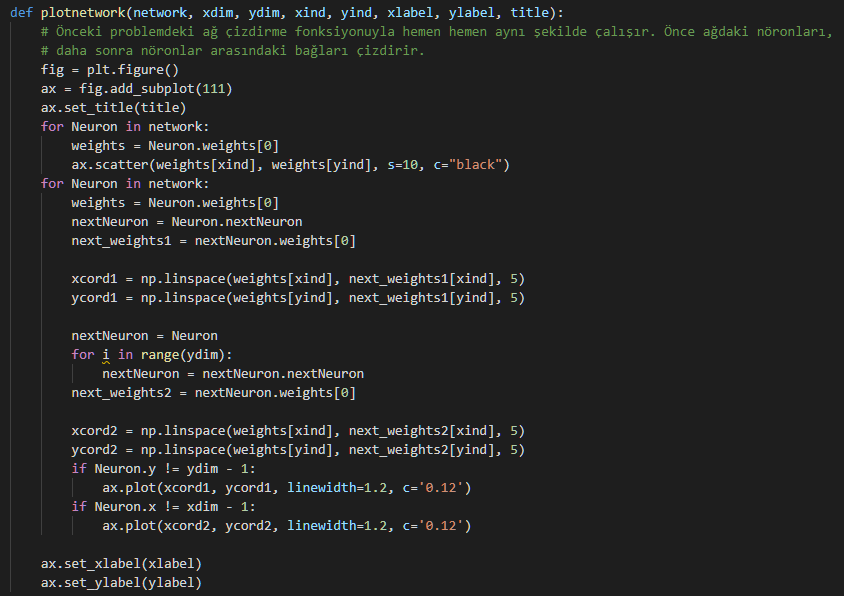 def plotnetwork(network, xdim, ydim, xind, yind, xlabel, ylabel, title):
    # Önceki problemdeki ağ çizdirme fonksiyonuyla hemen hemen aynı şekilde çalışır. Önce ağdaki nöronları,
    # daha sonra nöronlar arasındaki bağları çizdirir.
    fig = plt.figure()
    ax = fig.add_subplot(111)
    ax.set_title(title)
    for Neuron in network:
        weights = Neuron.weights[0]
        ax.scatter(weights[xind], weights[yind], s=10, c="black")
    for Neuron in network:
        weights = Neuron.weights[0]
        nextNeuron = Neuron.nextNeuron
        next_weights1 = nextNeuron.weights[0]

        xcord1 = np.linspace(weights[xind], next_weights1[xind], 5)
        ycord1 = np.linspace(weights[yind], next_weights1[yind], 5)

        nextNeuron = Neuron
        for i in range(ydim):
            nextNeuron = nextNeuron.nextNeuron
        next_weights2 = nextNeuron.weights[0]

        xcord2 = np.linspace(weights[xind], next_weights2[xind], 5)
        ycord2 = np.linspace(weights[yind], next_weights2[yind], 5)
        if Neuron.y != ydim - 1:
            ax.plot(xcord1, ycord1, linewidth=1.2, c='0.12')
        if Neuron.x != xdim - 1:
            ax.plot(xcord2, ycord2, linewidth=1.2, c='0.12')

    ax.set_xlabel(xlabel)
    ax.set_ylabel(ylabel)